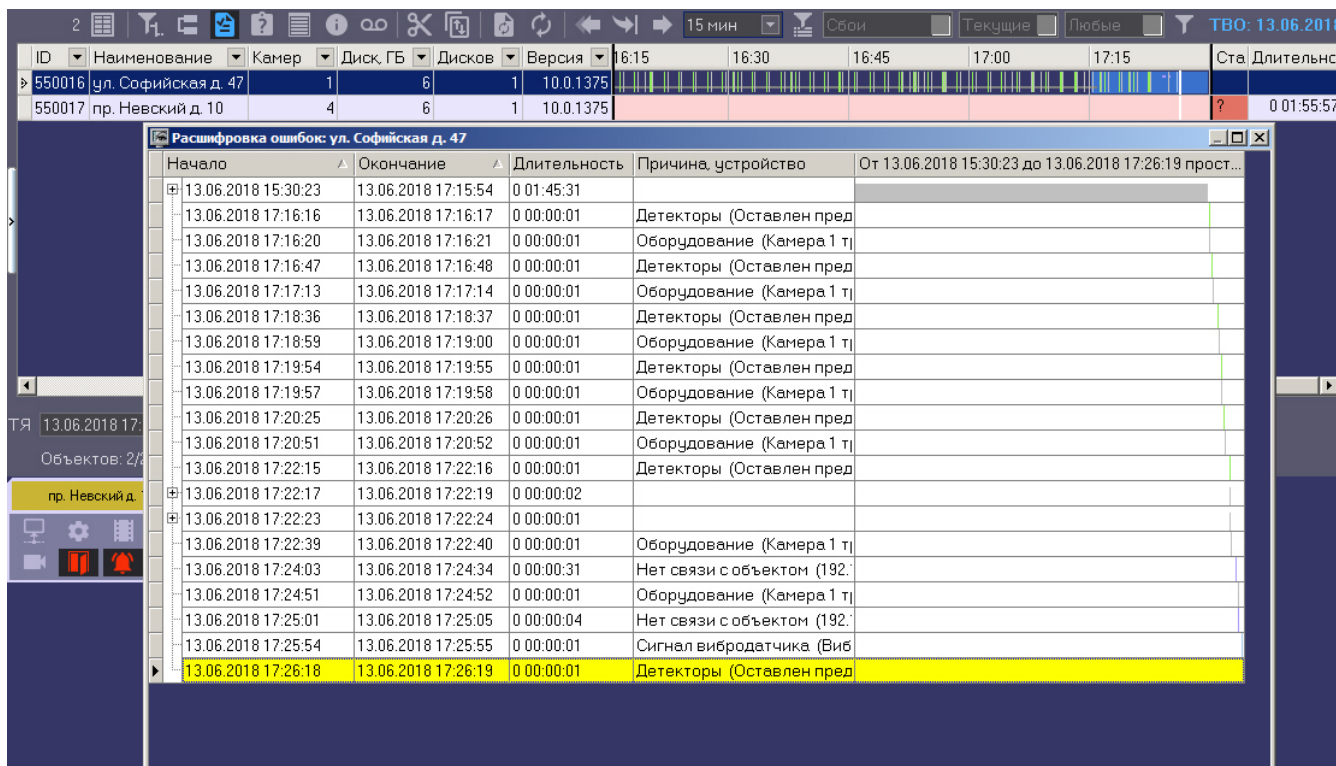 2 15 мин Сбои Текущие Любые ТВО: 13.06.201
ID Наименование Камер Диск, ГБ Дисков Версия 16:15 16:30 16:45 17:00 17:15 Ста Длительно
550016 ул. Софийская д. 47 1 6 1 10.0.1375
550017 пр. Невский д. 10 4 6 1 10.0.1375 ? 0 01:55:57
Расшифровка ошибок: ул. Софийская д. 47
Начало Окончание Длительность Причина, устройство От 13.06.2018 15:30:23 до 13.06.2018 17:26:19 прост...
13.06.2018 15:30:23 13.06.2018 17:15:54 0 01:45:31
13.06.2018 17:16:16 13.06.2018 17:16:17 0 00:00:01 Детекторы (Оставлен пред
13.06.2018 17:16:20 13.06.2018 17:16:21 0 00:00:01 Оборудование (Камера 1 тр
13.06.2018 17:16:47 13.06.2018 17:16:48 0 00:00:01 Детекторы (Оставлен пред
13.06.2018 17:17:13 13.06.2018 17:17:14 0 00:00:01 Оборудование (Камера 1 тр
13.06.2018 17:18:36 13.06.2018 17:18:37 0 00:00:01 Детекторы (Оставлен пред
13.06.2018 17:18:59 13.06.2018 17:19:00 0 00:00:01 Оборудование (Камера 1 тр
13.06.2018 17:19:54 13.06.2018 17:19:55 0 00:00:01 Детекторы (Оставлен пред
13.06.2018 17:19:57 13.06.2018 17:19:58 0 00:00:01 Оборудование (Камера 1 тр
13.06.2018 17:20:25 13.06.2018 17:20:26 0 00:00:01 Детекторы (Оставлен пред
13.06.2018 17:20:51 13.06.2018 17:20:52 0 00:00:01 Оборудование (Камера 1 тр
13.06.2018 17:22:15 13.06.2018 17:22:16 0 00:00:01 Детекторы (Оставлен пред
13.06.2018 17:22:17 13.06.2018 17:22:19 0 00:00:02
13.06.2018 17:22:23 13.06.2018 17:22:24 0 00:00:01
13.06.2018 17:22:39 13.06.2018 17:22:40 0 00:00:01 Оборудование (Камера 1 тр
13.06.2018 17:24:03 13.06.2018 17:24:34 0 00:00:31 Нет связи с объектом (192.
13.06.2018 17:24:51 13.06.2018 17:24:52 0 00:00:01 Оборудование (Камера 1 тр
13.06.2018 17:25:01 13.06.2018 17:25:05 0 00:00:04 Нет связи с объектом (192.
13.06.2018 17:25:54 13.06.2018 17:25:55 0 00:00:01 Сигнал вибродатчика (Виб
13.06.2018 17:26:18 13.06.2018 17:26:19 0 00:00:01 Детекторы (Оставлен пред
ТЯ 13.06.2018 17:
Объектов: 2/2
пр. Невский д. 1